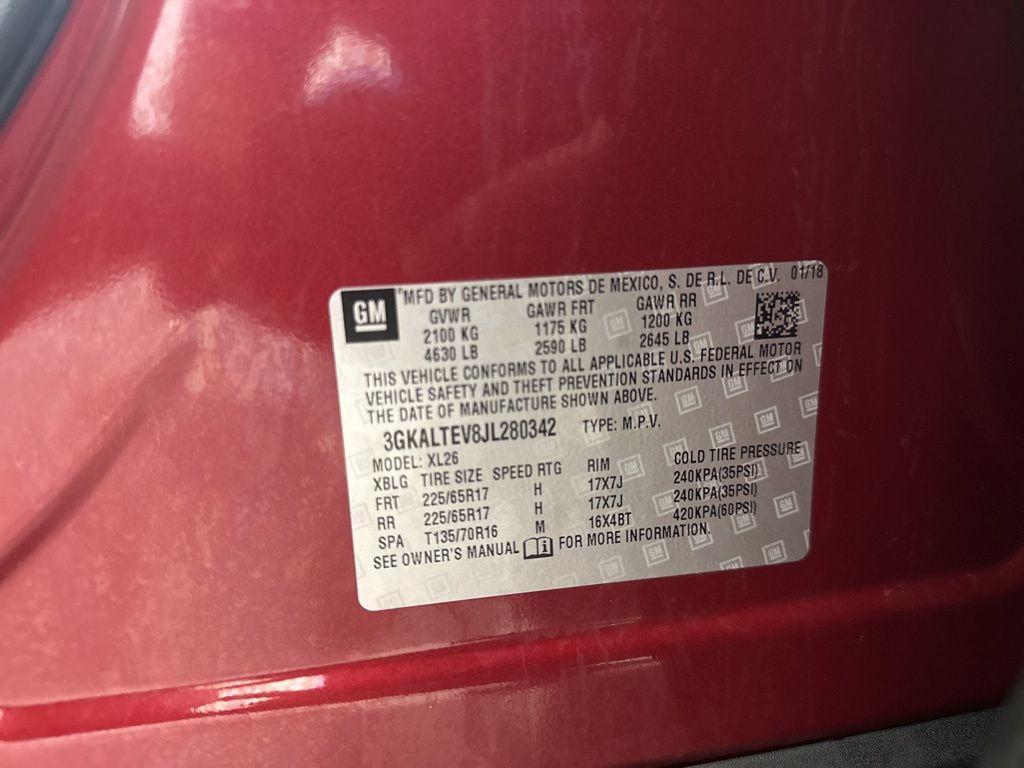 GM MFD BY GENERAL MOTORS DE MEXICO, S. DE R.L. DE C.V. 01/18
GVWR GAWR FRT GAWR RR
2100 KG 1175 KG 1200 KG
4630 LB 2590 LB 2645 LB
THIS VEHICLE CONFORMS TO ALL APPLICABLE U.S. FEDERAL MOTOR
VEHICLE SAFETY AND THEFT PREVENTION STANDARDS IN EFFECT ON
THE DATE OF MANUFACTURE SHOWN ABOVE.
3GKALTEV8JL280342 TYPE: M.P.V.
MODEL: XL26
XBLG TIRE SIZE SPEED RTG RIM COLD TIRE PRESSURE
FRT 225/65R17 H 17X7J 240KPA(35PSI)
RR 225/65R17 H 17X7J 240KPA(35PSI)
SPA T135/70R16 M 16X4BT 420KPA(60PSI)
SEE OWNER'S MANUAL FOR MORE INFORMATION.